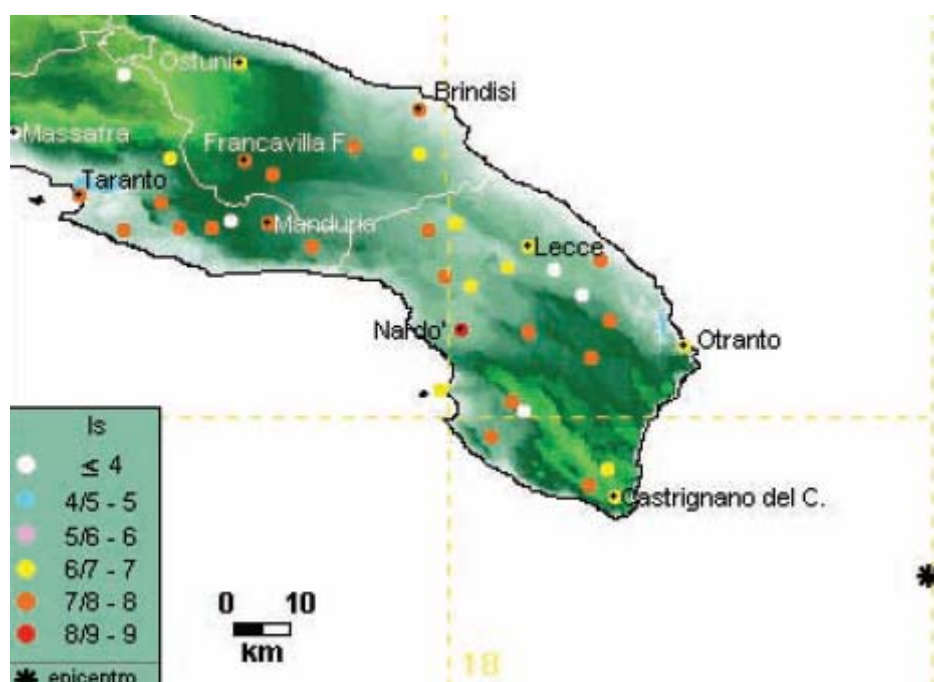 Ostuni
Brindisi
Massafra
Francavilla F.
Taranto
Manduria
Lecce
Nardo'
Otranto
Is
≤ 4
4/5 - 5
5/6 - 6
6/7 - 7
7/8 - 8
8/9 - 9
epicentro
Castrignano del C.
0 10
km
18